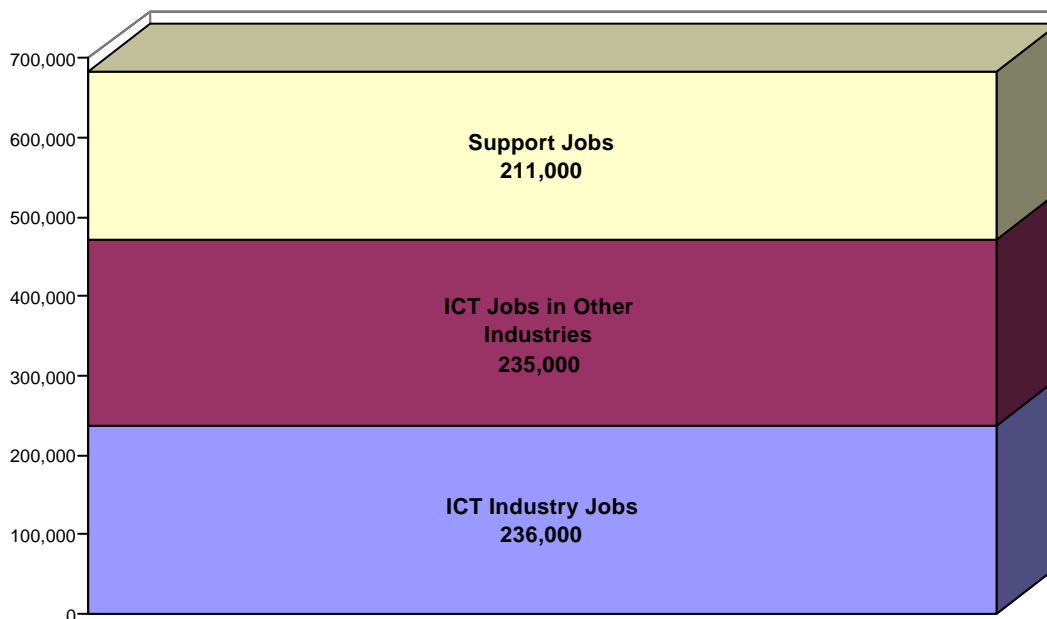 700,000
600,000
500,000
400,000
300,000
200,000
100,000
0
Support Jobs
211,000
ICT Jobs in Other
Industries
235,000
ICT Industry Jobs
236,000